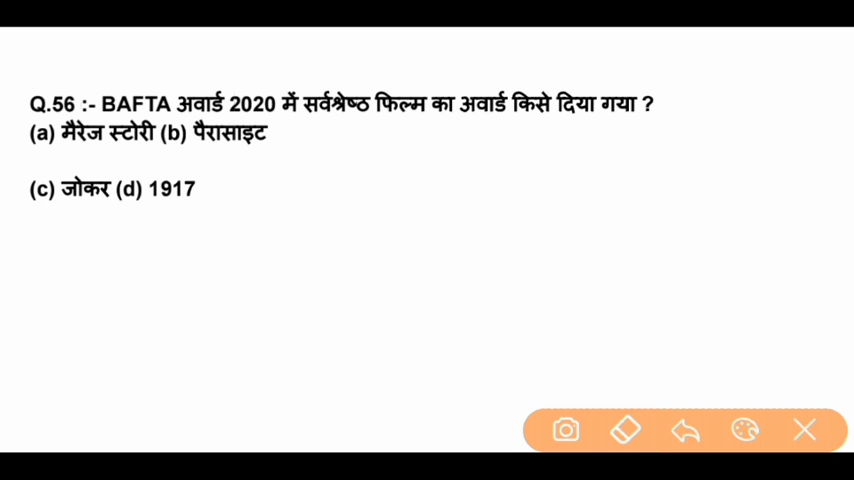 Q.56 :- BAFTA अवार्ड 2020 में सर्वश्रेष्ठ फिल्म का अवार्ड किसे दिया गया ?
(a) मैरेज स्टोरी (b) पैरासाइट
(c) जोकर (d) 1917